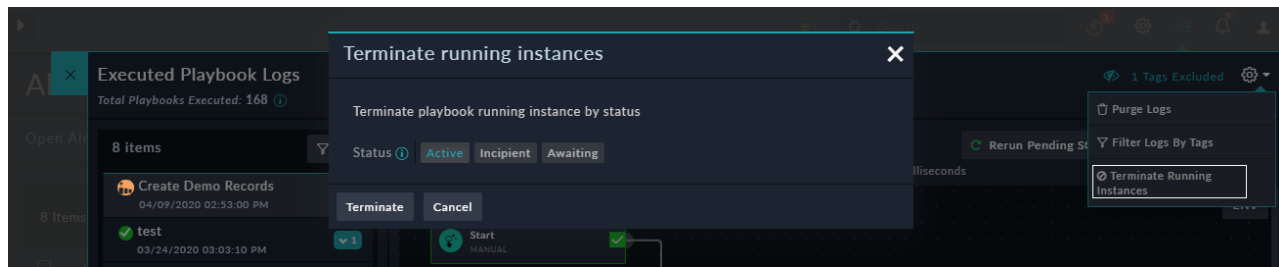 Terminate running instances
Executed Playbook Logs
1 Tags Excluded
Total Playbooks Executed: 168
Purge Logs
Terminate playbook running instance by status
Open Ale
8 items
Rerun Pending St
Filter Logs By Tags
Status Active Incipient Awaiting
lliseconds
Terminate Running
Instances
Create Demo Records
04/09/2020 02:53:00 PM
Terminate Cancel
8 Items
test
1
03/24/2020 03:03:10 PM
Start
MANUAL